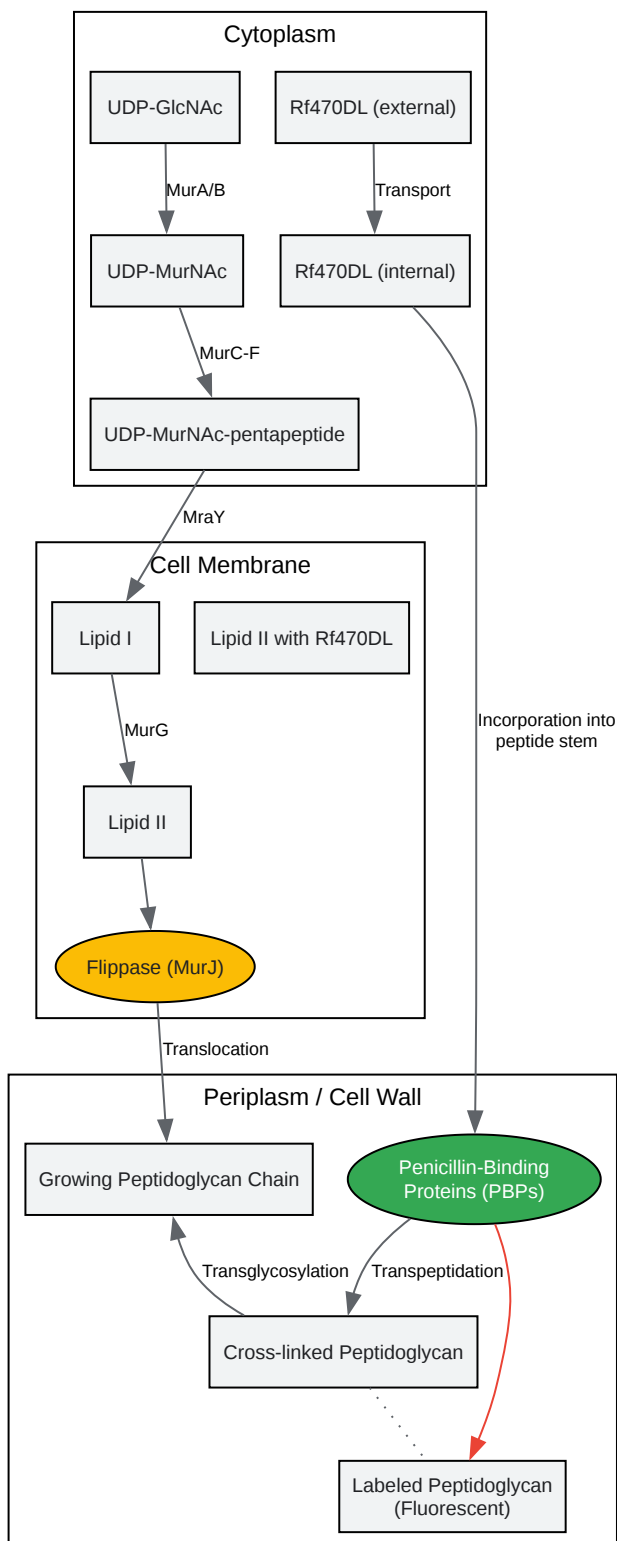 Cytoplasm
UDP-GlcNAc
Rf470DL (external)
MurA/B
Transport
UDP-MurNAc
Rf470DL (internal)
MurC-F
UDP-MurNAc-pentapeptide
MraY
Cell Membrane
Lipid I
Lipid II with Rf470DL
MurG
Incorporation into
peptide stem
Lipid II
Flippase (MurJ)
Translocation
Periplasm / Cell Wall
Growing Peptidoglycan Chain
Penicillin-Binding
Proteins (PBPs)
Transglycosylation
Transpeptidation
Cross-linked Peptidoglycan
Labeled Peptidoglycan
(Fluorescent)